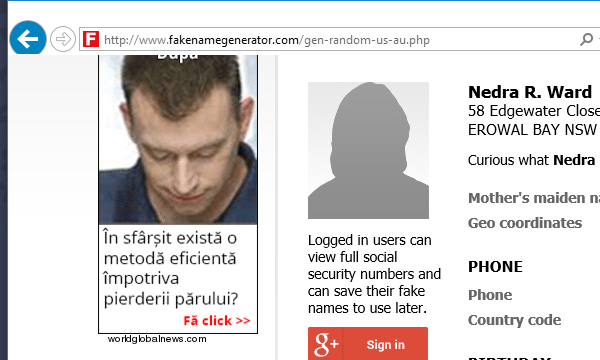 http://www.fakenamegenerator.com/gen-random-us-au.php
După
În sfârșit există o
metodă eficientă
împotriva
pierderii părului?
Fă click >>
worldglobalnews.com
Logged in users can
view full social
security numbers and
can save their fake
names to use later.
g+ Sign in
Nedra R. Ward
58 Edgewater Close
EROWAL BAY NSW
Curious what Nedra
Mother's maiden na
Geo coordinates
PHONE
Phone
Country code